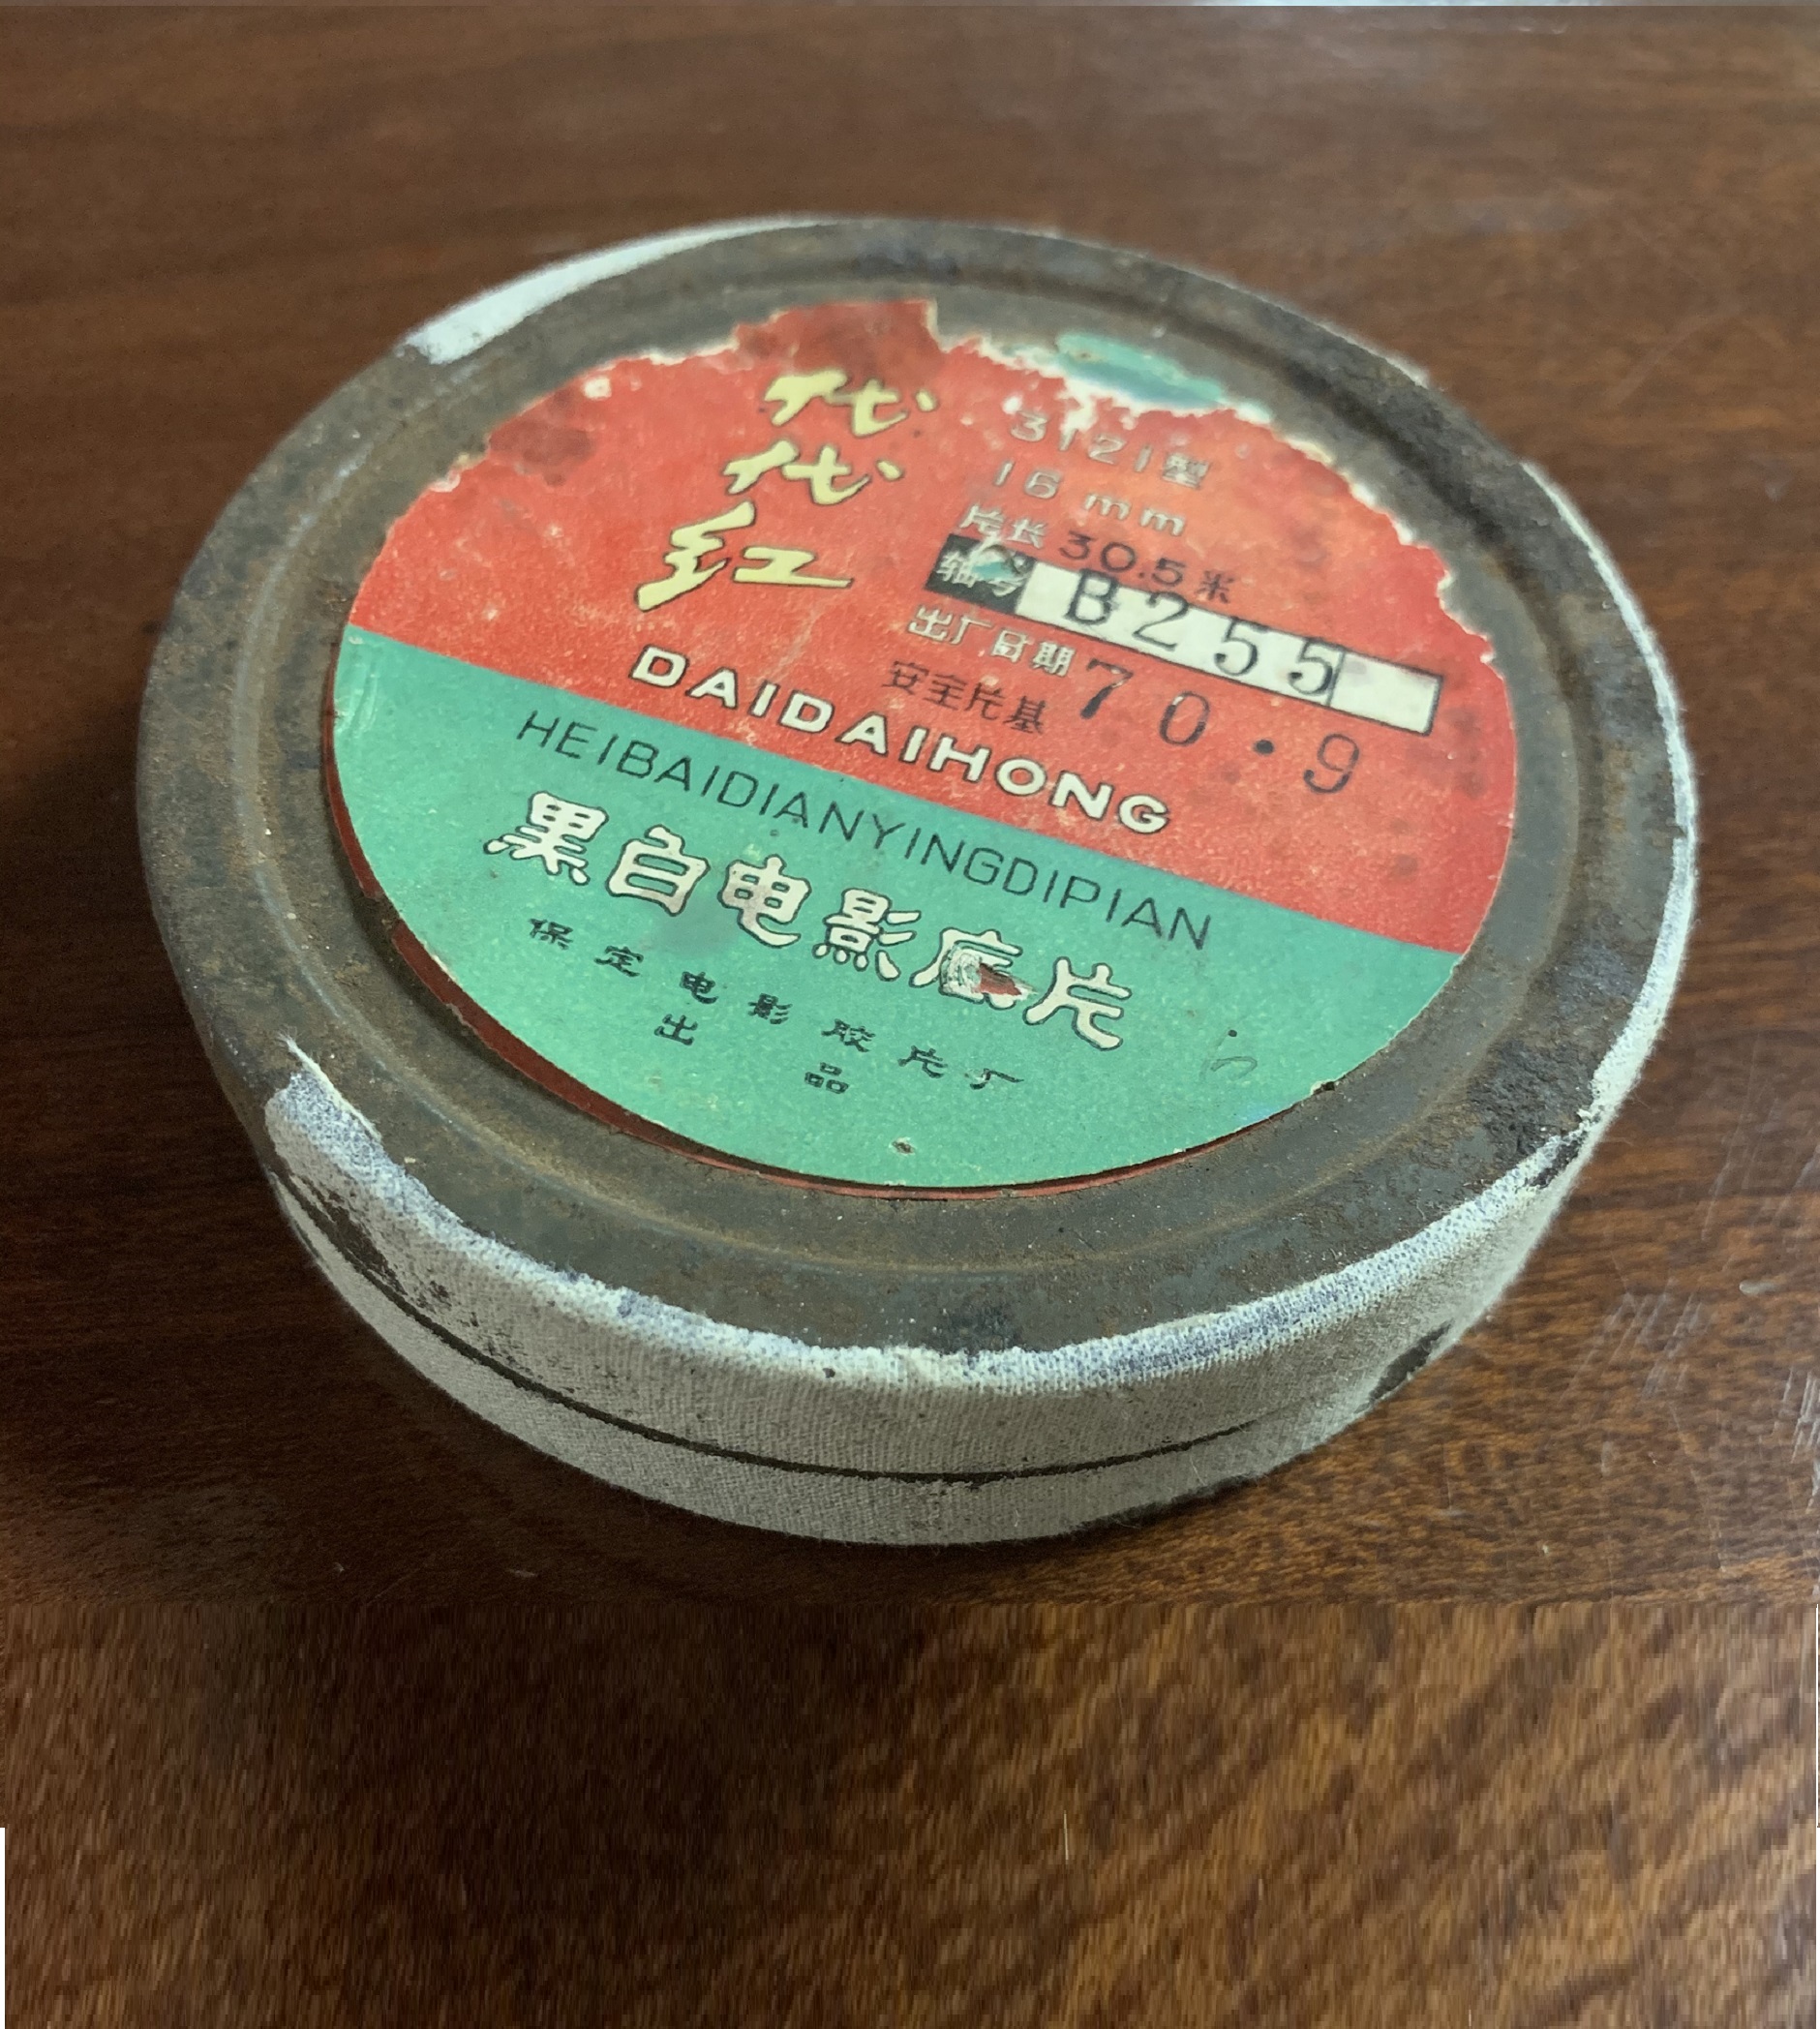 代代红
3121型
16 mm
片长 30.5米
轴号 B255
出厂日期 70.9
安全片基
DAIDAIHONG
HEIBAIDIANYINGDIPIAN
黑白电影底片
保定电影胶片厂
出品